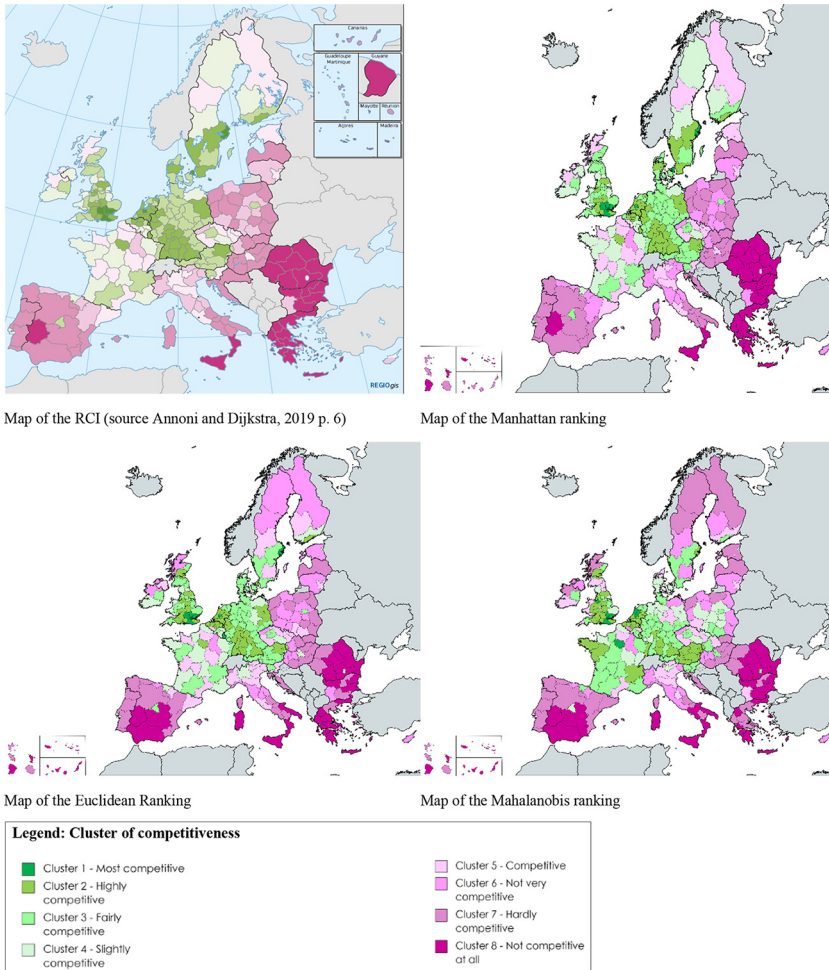 Canarias
Guadeloupe
Martinique
Guyane
Mayotte
Réunion
Açores
Madeira
REGIOgis
Map of the RCI (source Annoni and Dijkstra, 2019 p. 6)
Map of the Manhattan ranking
Map of the Euclidean Ranking
Map of the Mahalanobis ranking
Legend: Cluster of competitiveness
Cluster 1 - Most competitive
Cluster 2 - Highly
competitive
Cluster 3 - Fairly
competitive
Cluster 4 - Slightly
competitive
Cluster 5 - Competitive
Cluster 6 - Not very
competitive
Cluster 7 - Hardly
competitive
Cluster 8 - Not competitive
at all